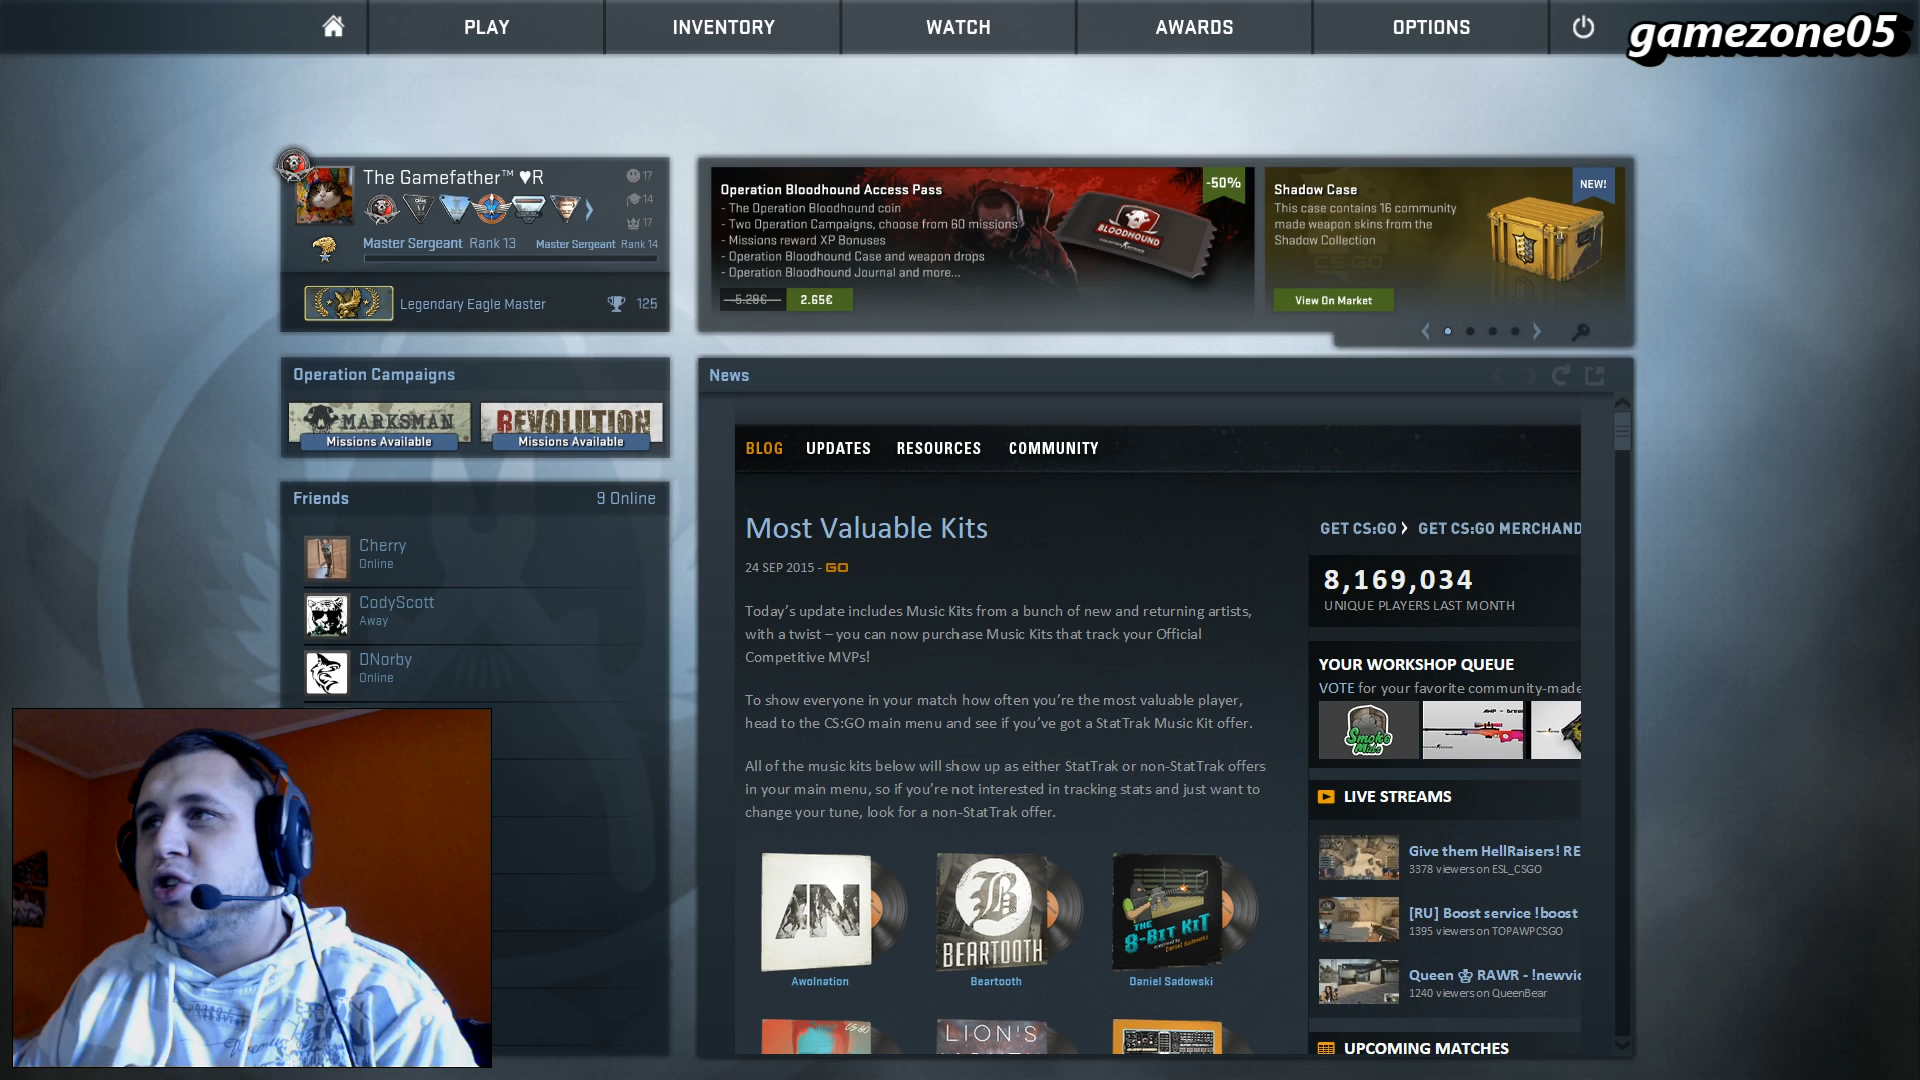 PLAY
INVENTORY
WATCH
AWARDS
OPTIONS
gamezone05
The Gamefather™ ♥R
17
14
17
Master Sergeant Rank 13
Master Sergeant Rank 14
Legendary Eagle Master
125
Operation Bloodhound Access Pass
-50%
- The Operation Bloodhound coin
- Two Operation Campaigns, choose from 60 missions
- Missions reward XP Bonuses
- Operation Bloodhound Case and weapon drops
- Operation Bloodhound Journal and more...
5.29€
2.65€
BLOODHOUND
Shadow Case
NEW!
This case contains 16 community
made weapon skins from the
Shadow Collection
CS GO
View On Market
Operation Campaigns
MARKSMAN
Missions Available
REVOLUTION
Missions Available
Friends
9 Online
Cherry
Online
CodyScott
Away
DNorby
Online
News
BLOG
UPDATES
RESOURCES
COMMUNITY
Most Valuable Kits
24 SEP 2015 - GO
Today's update includes Music Kits from a bunch of new and returning artists,
with a twist – you can now purchase Music Kits that track your Official
Competitive MVPs!
To show everyone in your match how often you're the most valuable player,
head to the CS:GO main menu and see if you've got a StatTrak Music Kit offer.
All of the music kits below will show up as either StatTrak or non-StatTrak offers
in your main menu, so if you're not interested in tracking stats and just want to
change your tune, look for a non-StatTrak offer.
AN
B
BEARTOOTH
THE
8-BIT KIT
Daniel Sadowski
Awolnation
Beartooth
Daniel Sadowski
CS GO
LION'S
GET CS:GO
GET CS:GO MERCHAND
8,169,034
UNIQUE PLAYERS LAST MONTH
YOUR WORKSHOP QUEUE
VOTE for your favorite community-made
Smoke
LIVE STREAMS
Give them HellRaisers! RE
3378 viewers on ESL_CSGO
[RU] Boost service !boost
1395 viewers on TOPAWPCSGO
Queen ♔ RAWR - !newvic
1240 viewers on QueenBear
UPCOMING MATCHES